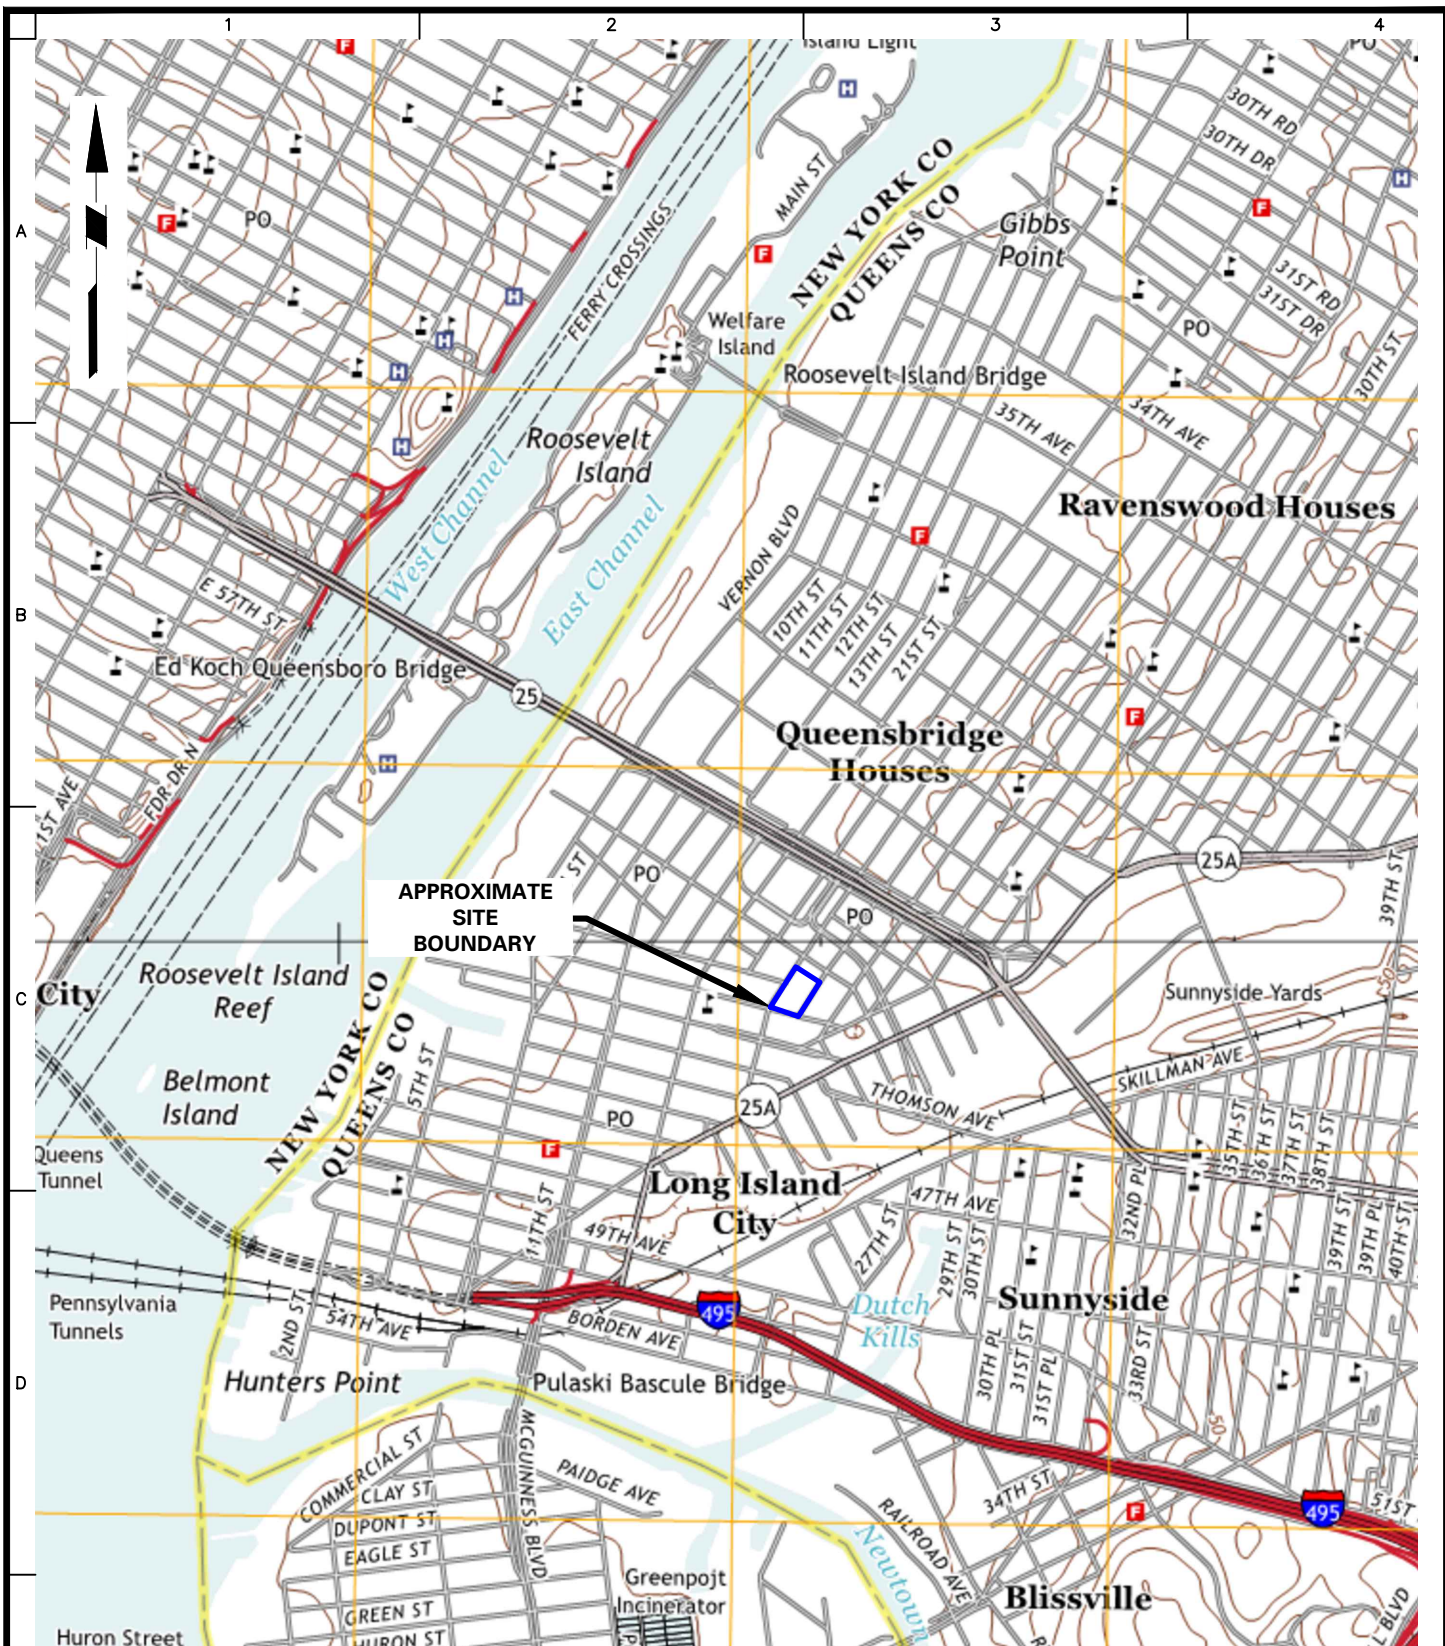 1 2 3 4
A
B
C
D
F
Island Light
H
PO
30TH RD
30TH DR
F
H
PO
F
MAIN ST
NEW YORK CO
QUEENS CO
F
Gibbs
Point
FERRY CROSSINGS
31ST RD
31ST DR
H
H
H
Welfare
Island
PO
30TH ST
Roosevelt Island Bridge
35TH AVE
34TH AVE
H
Roosevelt
Island
West Channel
East Channel
Ravenswood Houses
F
VERNON BLVD
E 57TH ST
10TH ST
11TH ST
12TH ST
13TH ST
21ST ST
Ed Koch Queensboro Bridge
25
F
Queensbridge
Houses
H
FDR DR N
1ST AVE
25A
39TH ST
ST
PO
PO
APPROXIMATE
SITE
BOUNDARY
City
Roosevelt Island
Reef
50
Sunnyside Yards
Belmont
Island
NEW YORK CO
QUEENS CO
5TH ST
SKILLMAN AVE
THOMSON AVE
25A
PO
F
35TH ST
36TH ST
37TH ST
38TH ST
Queens
Tunnel
Long Island
City
47TH AVE
32ND PL
11TH ST
49TH AVE
27TH ST
29TH ST
30TH ST
39TH ST
39TH PL
40TH ST
Pennsylvania
Tunnels
2ND ST
54TH AVE
BORDEN AVE
495
Dutch
Kills
Sunnyside
30TH PL
31ST ST
31ST PL
33RD ST
Hunters Point
Pulaski Bascule Bridge
50
MCGUINNESS BLVD
COMMERCIAL ST
CLAY ST
DUPONT ST
EAGLE ST
PAIDGE AVE
34TH ST
RAILROAD AVE
F
495
51ST
Newtown
Greenpojt
Incinerator
Blissville
BLVD
GREEN ST
HURON ST
Huron Street